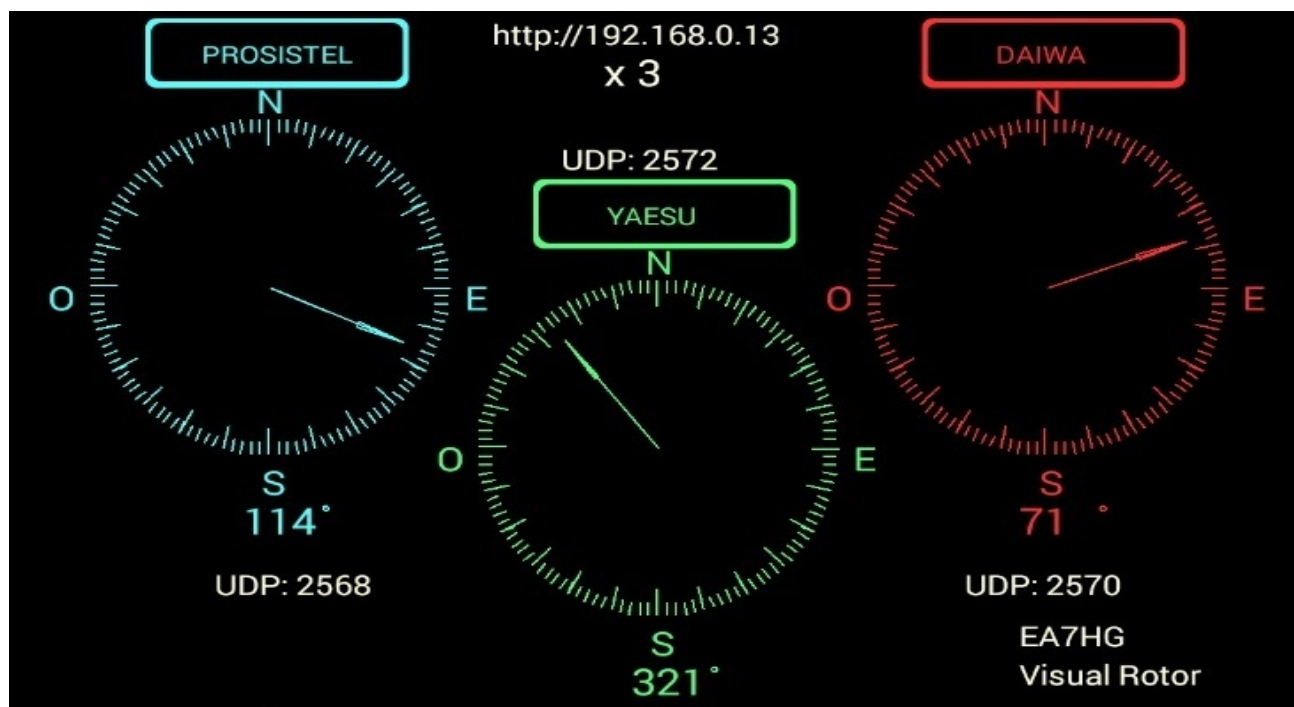 PROSISTEL
http://192.168.0.13
x 3
DAIWA
N
N
UDP: 2572
YAESU
N
O
E
O
E
O
E
S
114°
S
71 °
UDP: 2568
UDP: 2570
S
321°
EA7HG
Visual Rotor